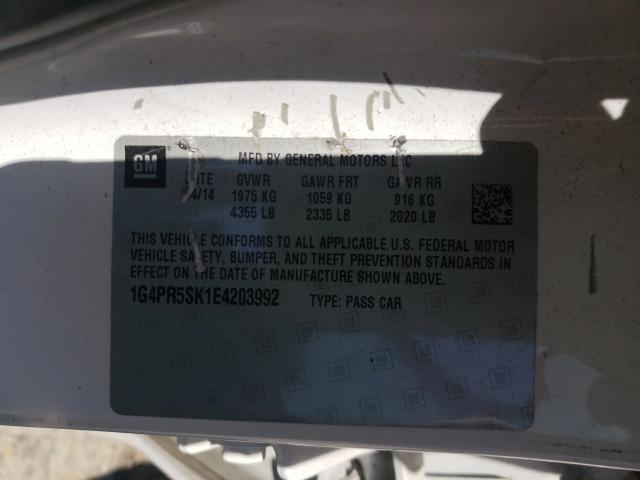 GM
MFD BY GENERAL MOTORS LLC
DATE GVWR GAWR FRT GAWR RR
04/14 1975 KG 1059 KG 916 KG
4355 LB 2335 LB 2020 LB
THIS VEHICLE CONFORMS TO ALL APPLICABLE U.S. FEDERAL MOTOR
VEHICLE SAFETY, BUMPER, AND THEFT PREVENTION STANDARDS IN
EFFECT ON THE DATE OF MANUFACTURE SHOWN ABOVE.
1G4PR5SK1E4203992 TYPE: PASS CAR